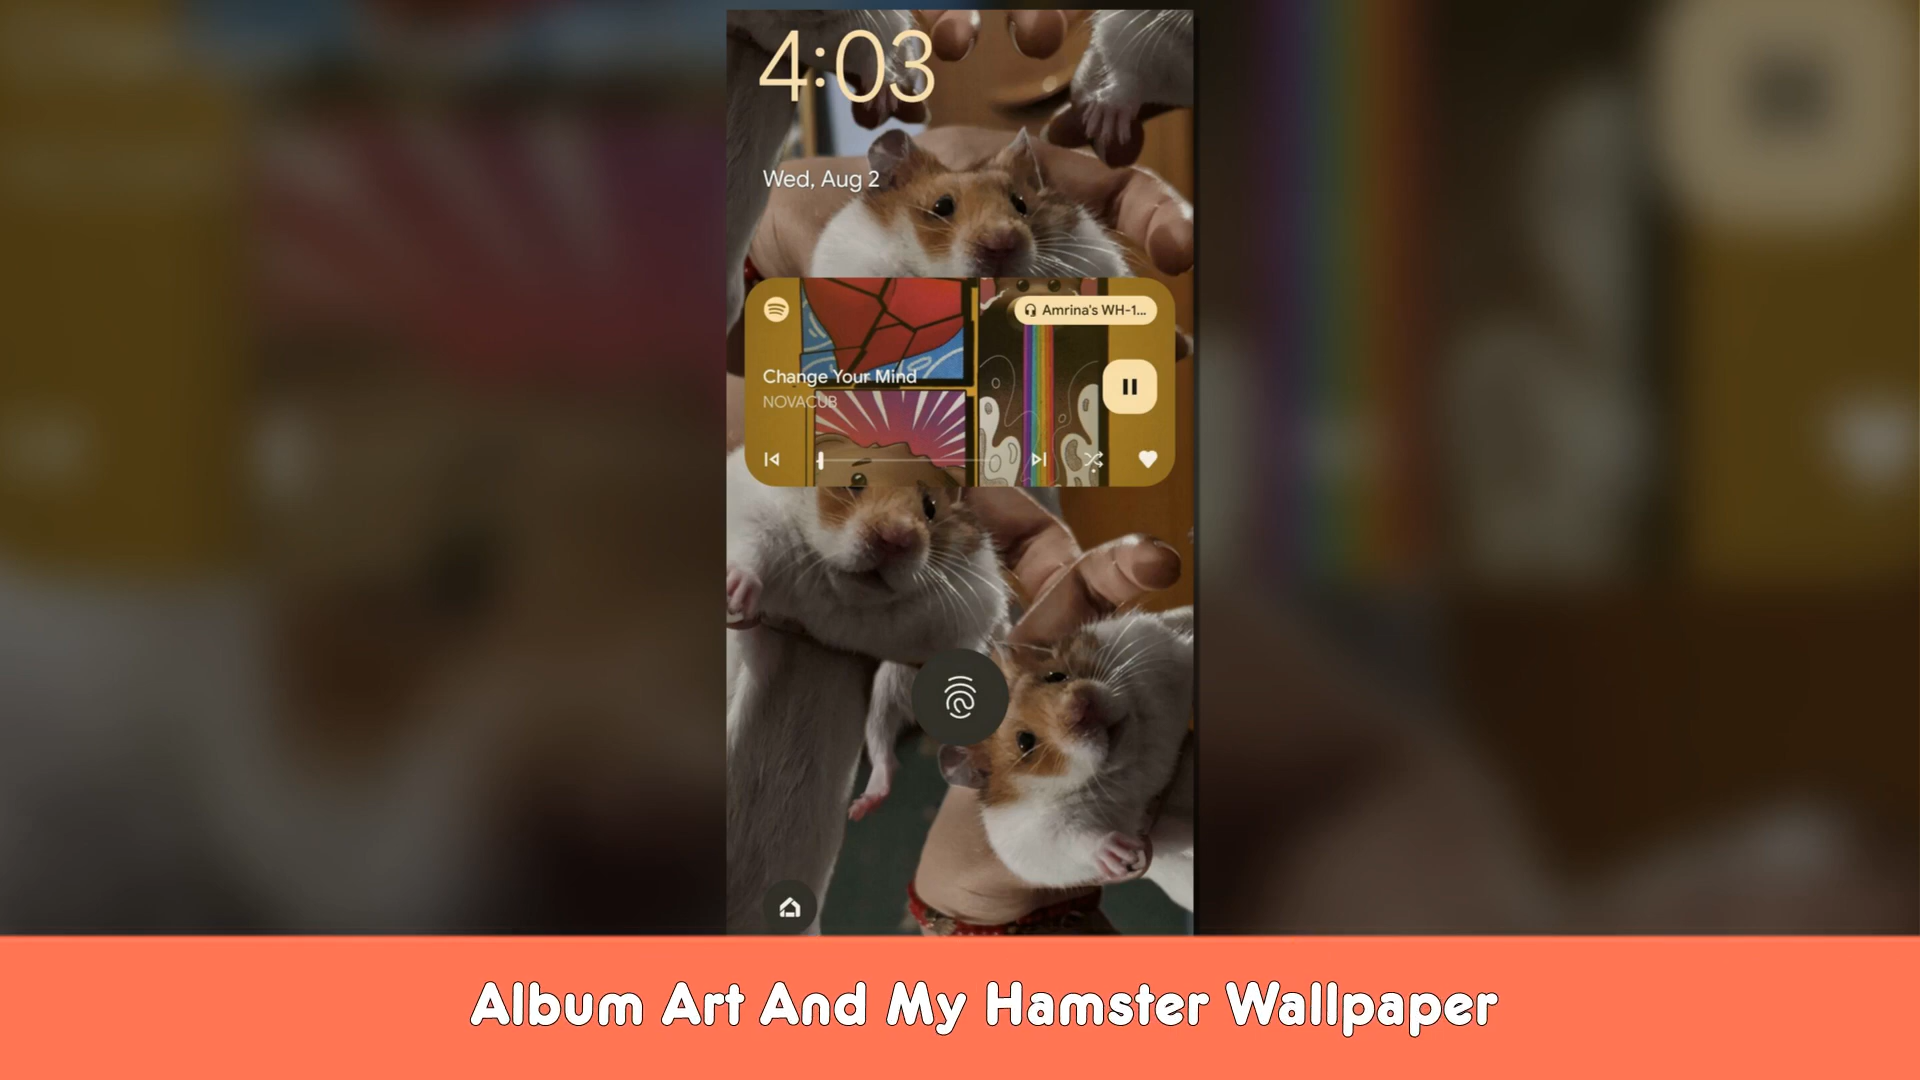 4:03
Wed, Aug 2
Amrina's WH-1...
Change Your Mind
NOVACUB
Album Art And My Hamster Wallpaper